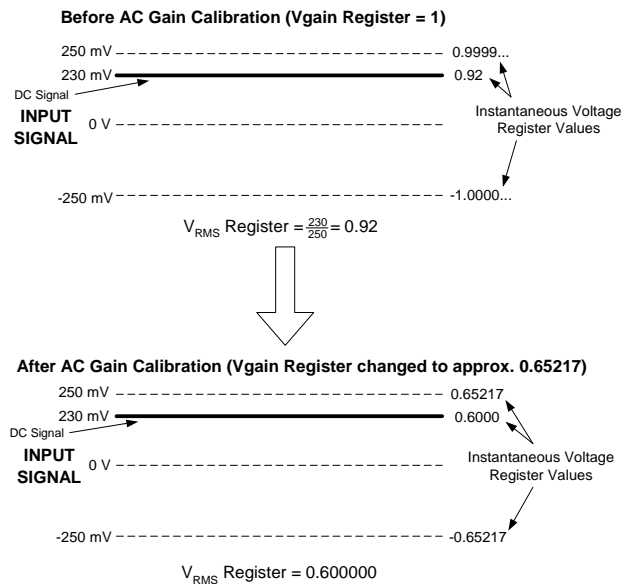 Before AC Gain Calibration (Vgain Register = 1)
250 mV 0.9999...
230 mV 0.92
DC Signal
INPUT SIGNAL
0 V
Instantaneous Voltage Register Values
-250 mV -1.0000...
VRMS Register = 230/250 = 0.92
After AC Gain Calibration (Vgain Register changed to approx. 0.65217)
250 mV 0.65217
230 mV 0.6000
DC Signal
INPUT SIGNAL
0 V
Instantaneous Voltage Register Values
-250 mV -0.65217
VRMS Register = 0.600000